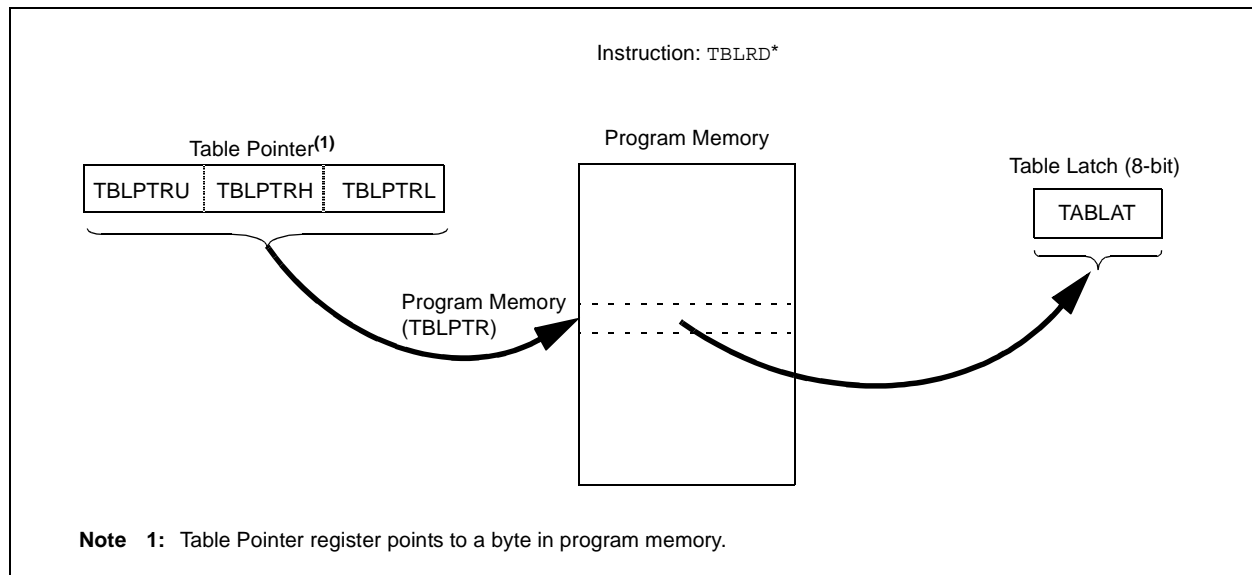 Instruction: TBLRD*
Table Pointer(1)
TBLPTRU TBLPTRH TBLPTRL
Program Memory
Table Latch (8-bit)
TABLAT
Program Memory
(TBLPTR)
Note 1: Table Pointer register points to a byte in program memory.